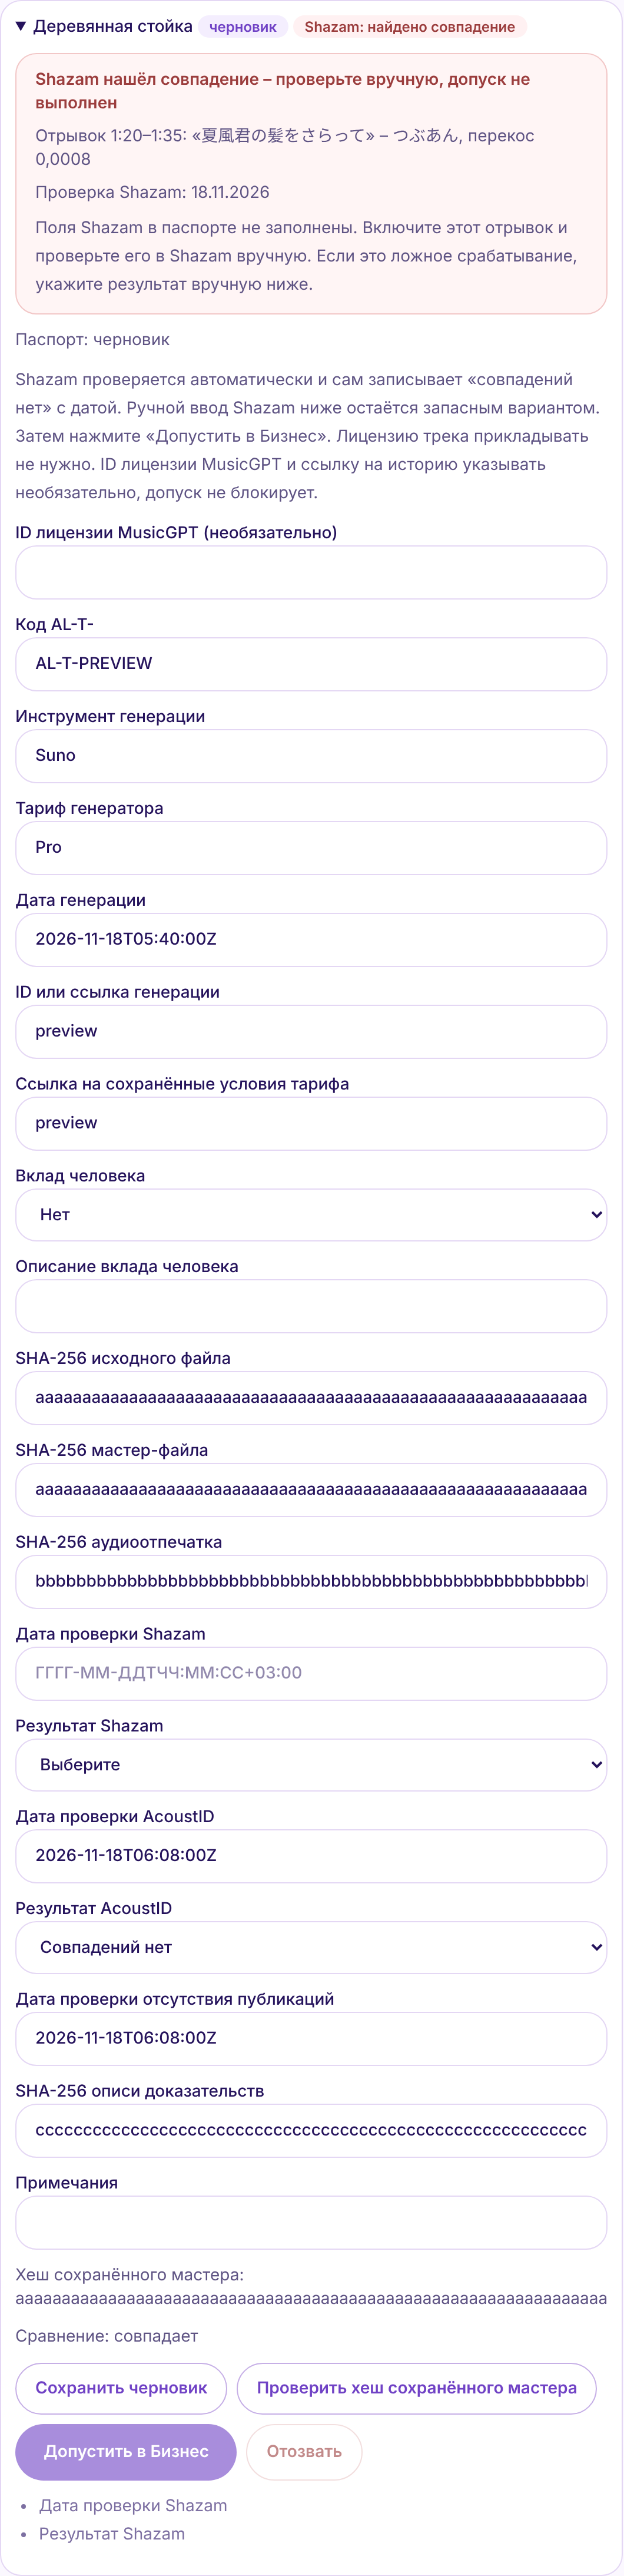 ▼ Деревянная стойка черновик Shazam: найдено совпадение
Shazam нашёл совпадение – проверьте вручную, допуск не
выполнен
Отрывок 1:20–1:35: «夏風君の髪をさらって» – つぶあん, перекос
0,0008
Проверка Shazam: 18.11.2026
Поля Shazam в паспорте не заполнены. Включите этот отрывок и
проверьте его в Shazam вручную. Если это ложное срабатывание,
укажите результат вручную ниже.
Паспорт: черновик
Shazam проверяется автоматически и сам записывает «совпадений
нет» с датой. Ручной ввод Shazam ниже остаётся запасным вариантом.
Затем нажмите «Допустить в Бизнес». Лицензию трека прикладывать
не нужно. ID лицензии MusicGPT и ссылку на историю указывать
необязательно, допуск не блокирует.
ID лицензии MusicGPT (необязательно)
Код AL-T-
AL-T-PREVIEW
Инструмент генерации
Suno
Тариф генератора
Pro
Дата генерации
2026-11-18T05:40:00Z
ID или ссылка генерации
preview
Ссылка на сохранённые условия тарифа
preview
Вклад человека
Нет
Описание вклада человека
SHA-256 исходного файла
aaaaaaaaaaaaaaaaaaaaaaaaaaaaaaaaaaaaaaaaaaaaaaaaaaaaaaaaaaaa
SHA-256 мастер-файла
aaaaaaaaaaaaaaaaaaaaaaaaaaaaaaaaaaaaaaaaaaaaaaaaaaaaaaaaaaaa
SHA-256 аудиоотпечатка
bbbbbbbbbbbbbbbbbbbbbbbbbbbbbbbbbbbbbbbbbbbbbbbbbbbbbbb
Дата проверки Shazam
ГГГГ-ММ-ДДТЧЧ:ММ:СС+03:00
Результат Shazam
Выберите
Дата проверки AcoustID
2026-11-18T06:08:00Z
Результат AcoustID
Совпадений нет
Дата проверки отсутствия публикаций
2026-11-18T06:08:00Z
SHA-256 описи доказательств
cccccccccccccccccccccccccccccccccccccccccccccccccccccccccc
Примечания
Хеш сохранённого мастера:
aaaaaaaaaaaaaaaaaaaaaaaaaaaaaaaaaaaaaaaaaaaaaaaaaaaaaaaaaaaaaaaa
Сравнение: совпадает
Сохранить черновик Проверить хеш сохранённого мастера
Допустить в Бизнес Отозвать
• Дата проверки Shazam
• Результат Shazam